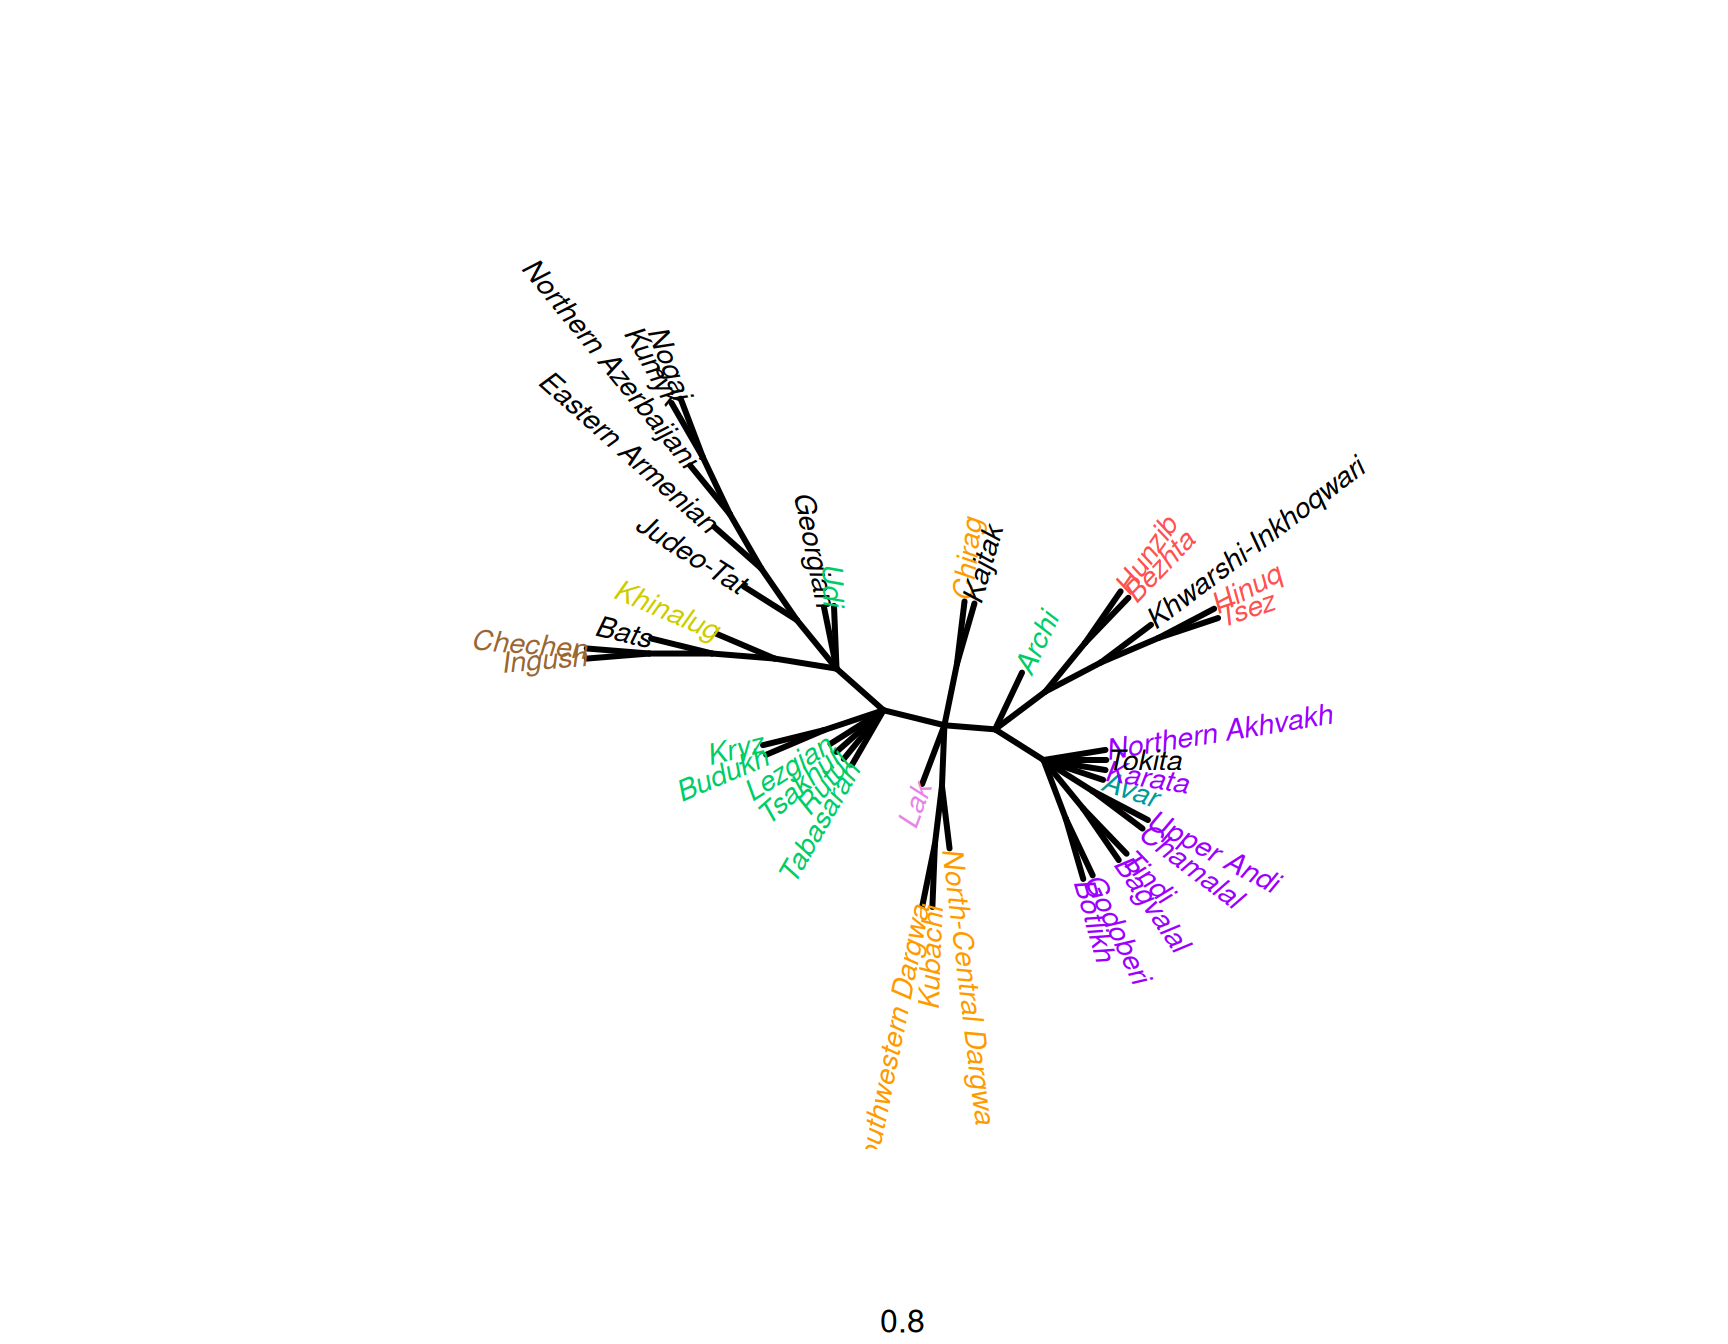 Northern Azerbaijani
Kumyk
Nogai
Eastern Armenian
Judeo-Tat
Georgian
Udi
Khinalug
Bats
Chechen
Ingush
Chirag
Kajtak
Archi
Hunzib
Bezhta
Khwarshi-Inkhoqwari
Hinuq
Tsez
Northern Akhvakh
Tokita
Karata
Avar
Upper Andi
Chamalal
Tindi
Bagvalal
Godoberi
Botlikh
Kryz
Budukh
Lezgian
Tsakhur
Rutul
Tabasaran
Lak
North-Central Dargwa
Kubachi
outhwestern Dargwa
0.8